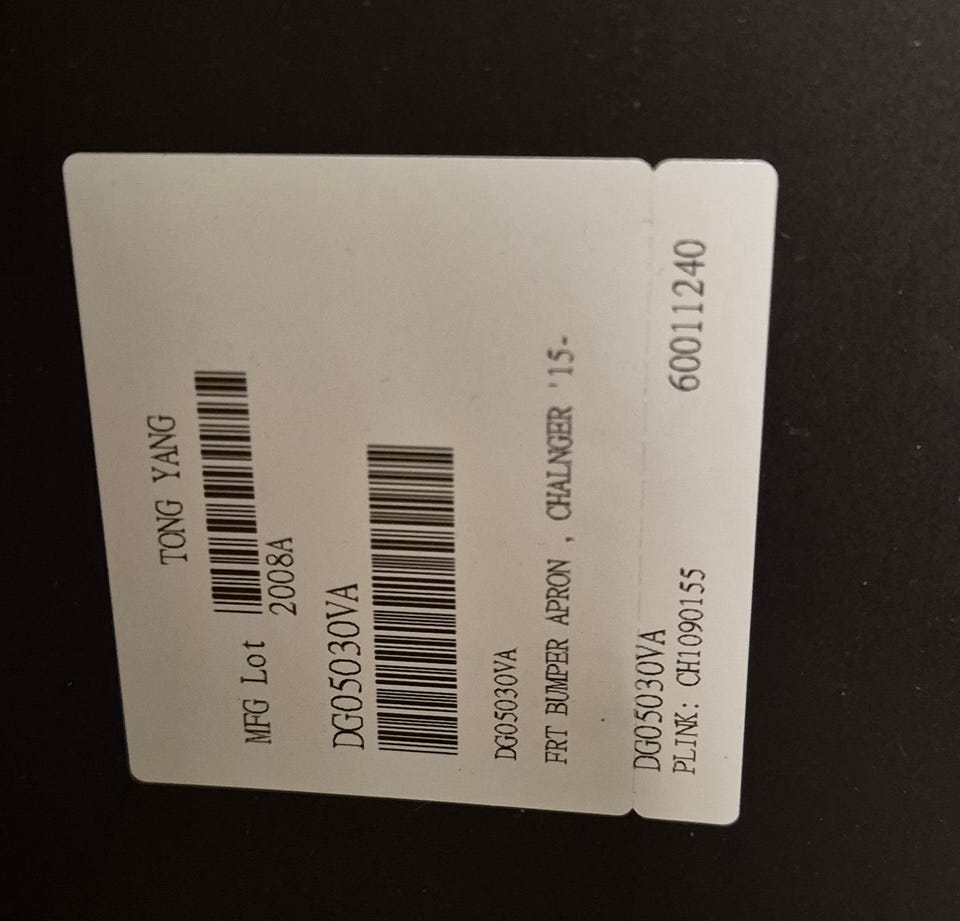 TONG YANG
MFG Lot
2008A
DG05030VA
DG05030VA
FRT BUMPER APRON , CHALNGER '15-
DG05030VA
PLINK: CH1090155 60011240